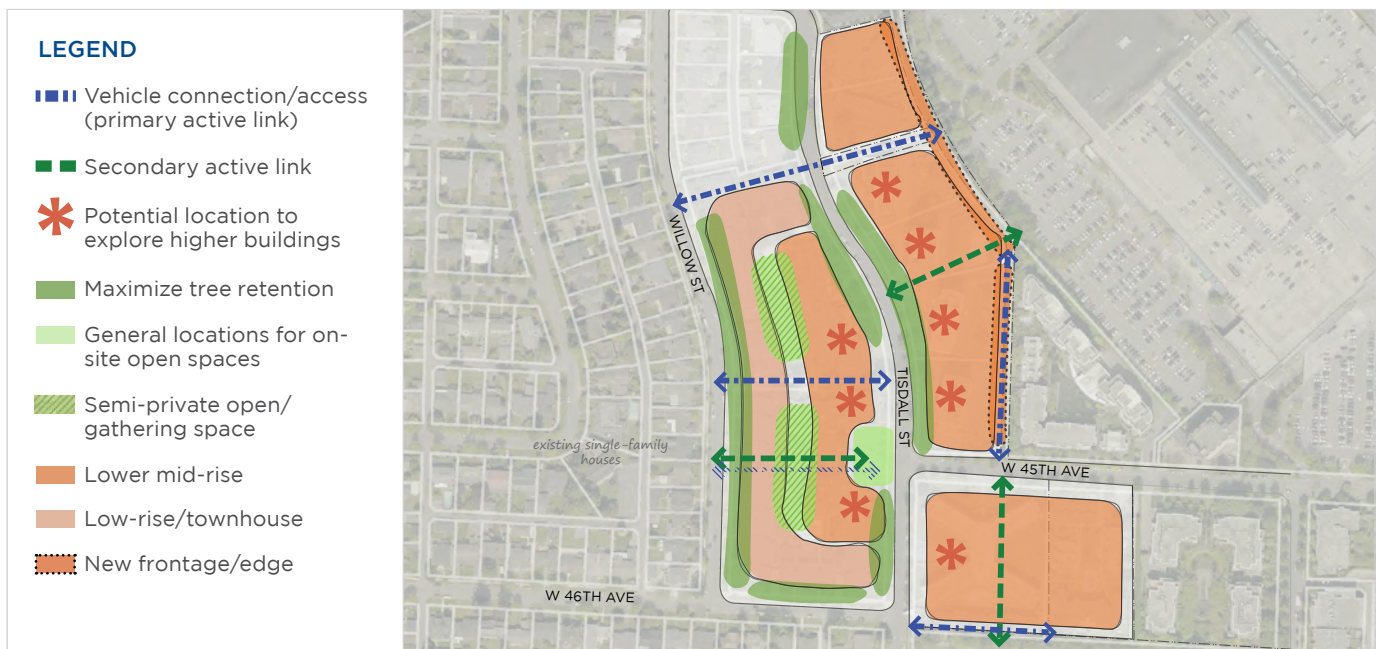 LEGEND
Vehicle connection/access
(primary active link)
Secondary active link
Potential location to
explore higher buildings
Maximize tree retention
General locations for on-
site open spaces
Semi-private open/
gathering space
Lower mid-rise
Low-rise/townhouse
New frontage/edge
WILLOW ST
TISDALL ST
existing single-family
houses
W 45TH AVE
W 46TH AVE